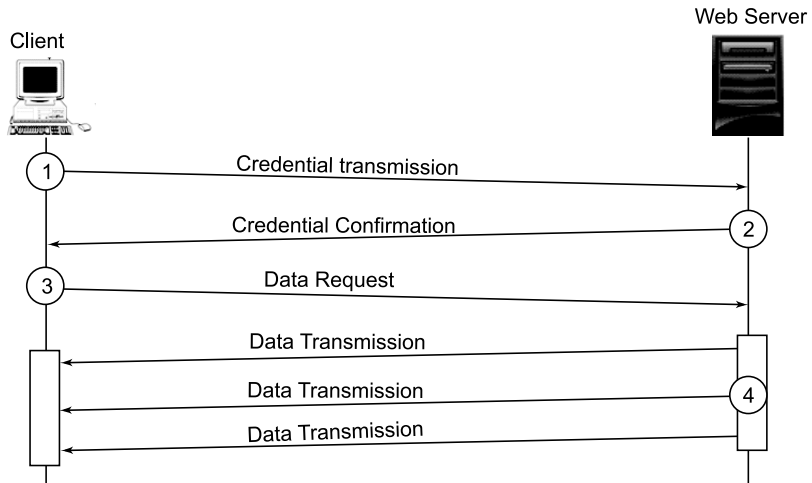 Web Server
Client
1
Credential transmission
Credential Confirmation
2
3
Data Request
Data Transmission
Data Transmission
4
Data Transmission